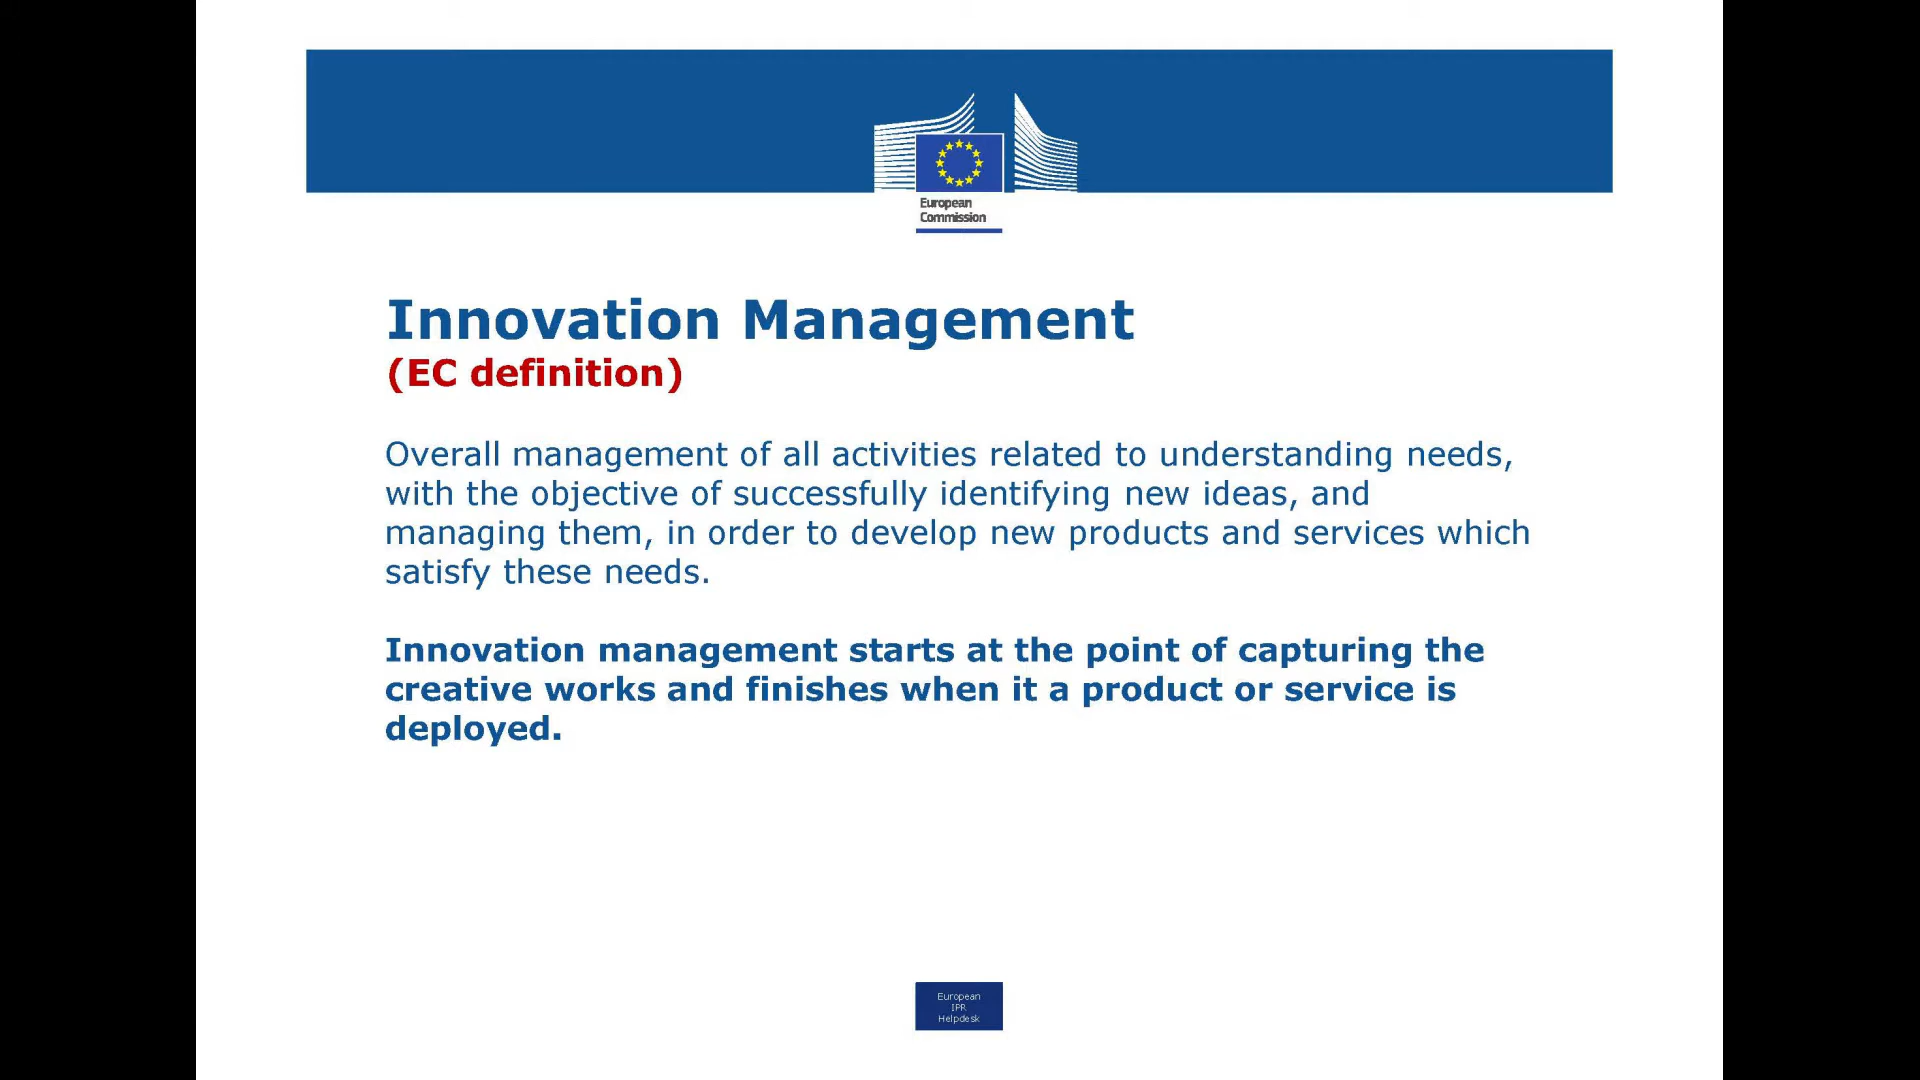 European
Commission
Innovation Management
(EC definition)
Overall management of all activities related to understanding needs,
with the objective of successfully identifying new ideas, and
managing them, in order to develop new products and services which
satisfy these needs.
Innovation management starts at the point of capturing the
creative works and finishes when it a product or service is
deployed.
European
IPR
Helpdesk